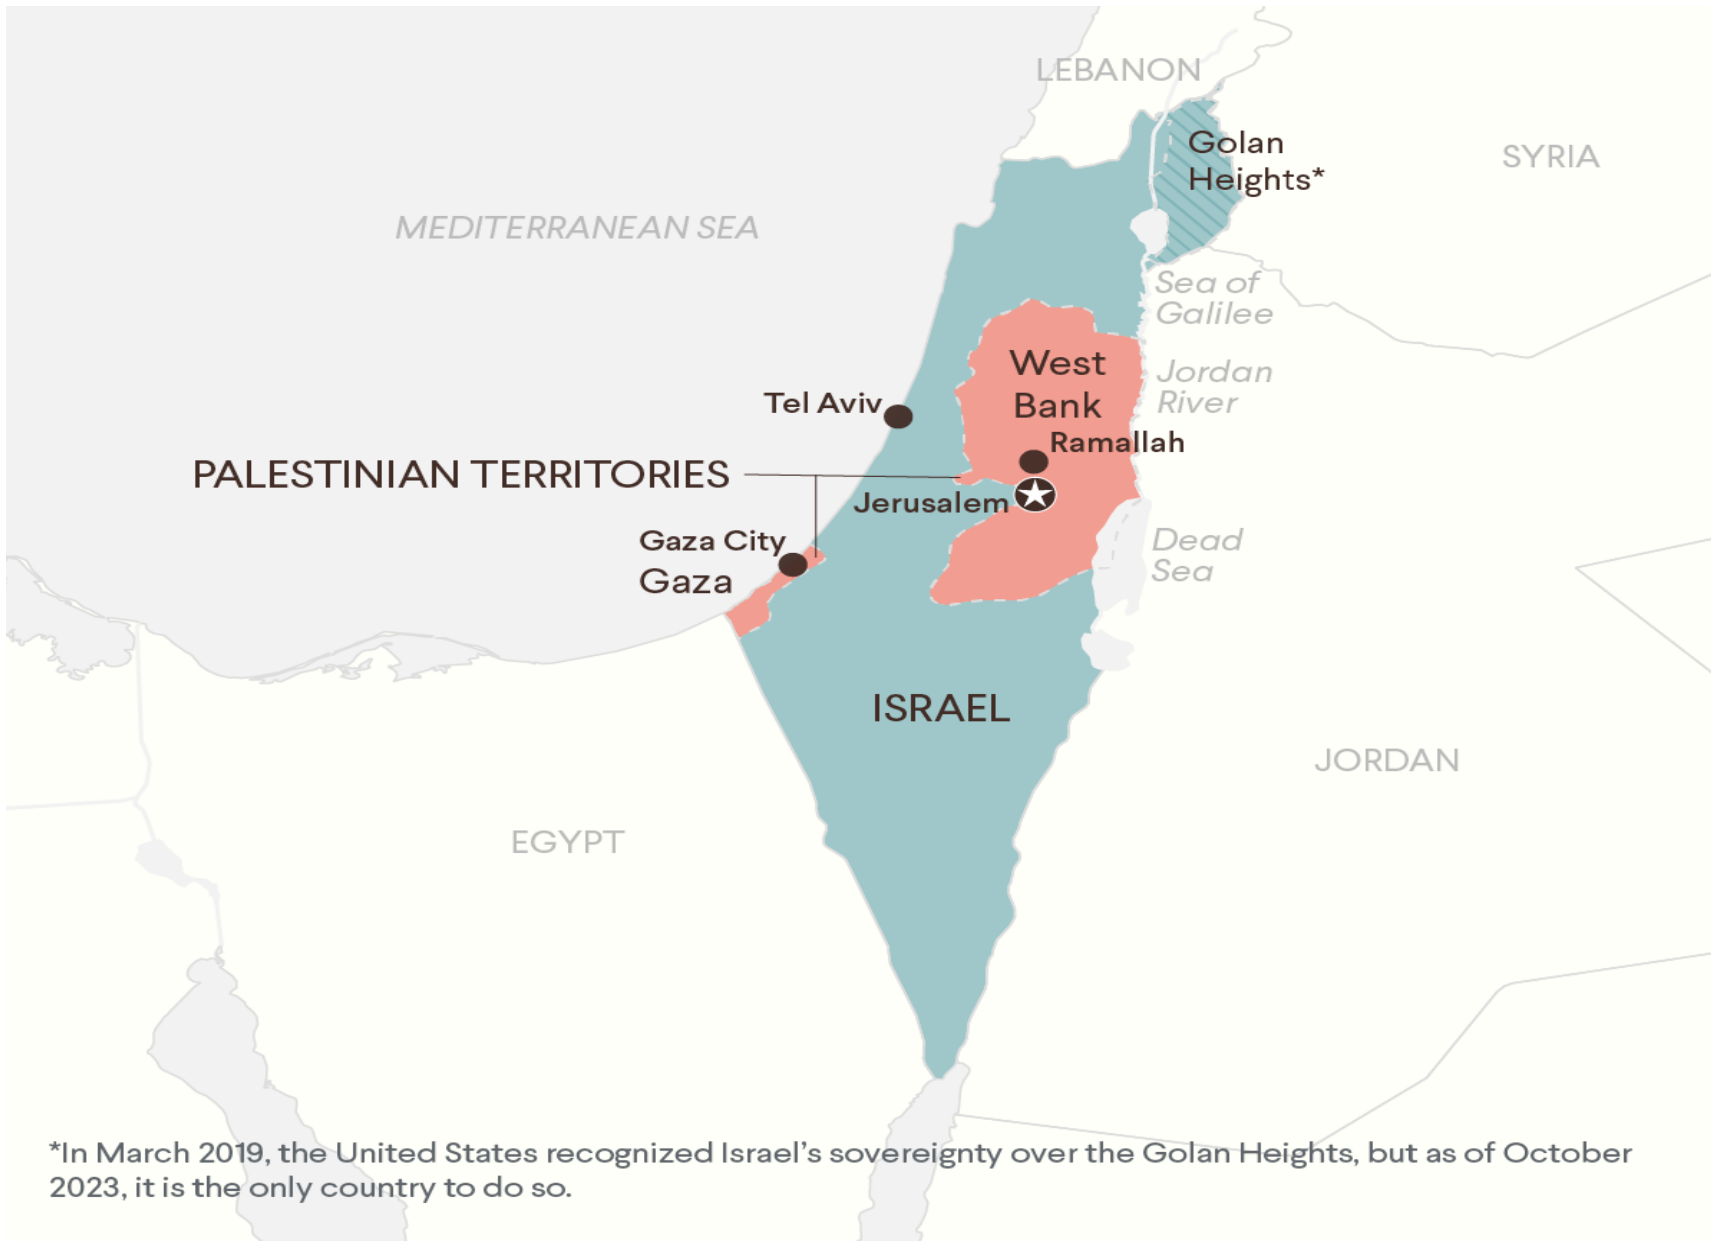 LEBANON
Golan
Heights*
SYRIA
MEDITERRANEAN SEA
Sea of
Galilee
West
Bank
Jordan
River
Tel Aviv
Ramallah
PALESTINIAN TERRITORIES
Jerusalem
Gaza City
Gaza
Dead
Sea
ISRAEL
JORDAN
EGYPT
*In March 2019, the United States recognized Israel’s sovereignty over the Golan Heights, but as of October
2023, it is the only country to do so.